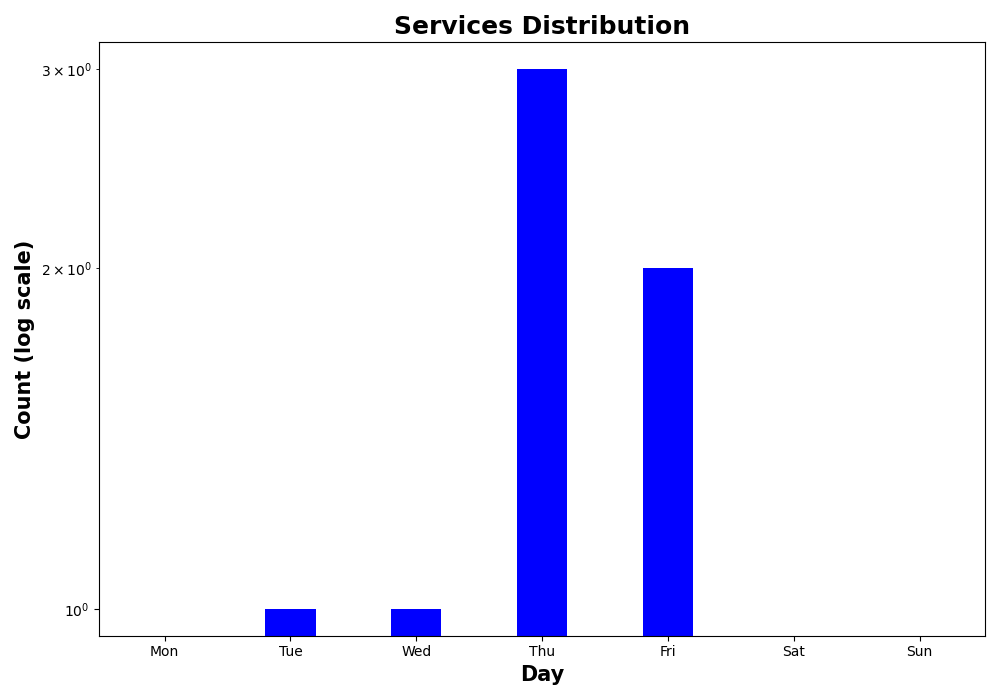 Services Distribution
3 × 10⁰
2 × 10⁰
10⁰
Count (log scale)
Mon Tue Wed Thu Fri Sat Sun
Day